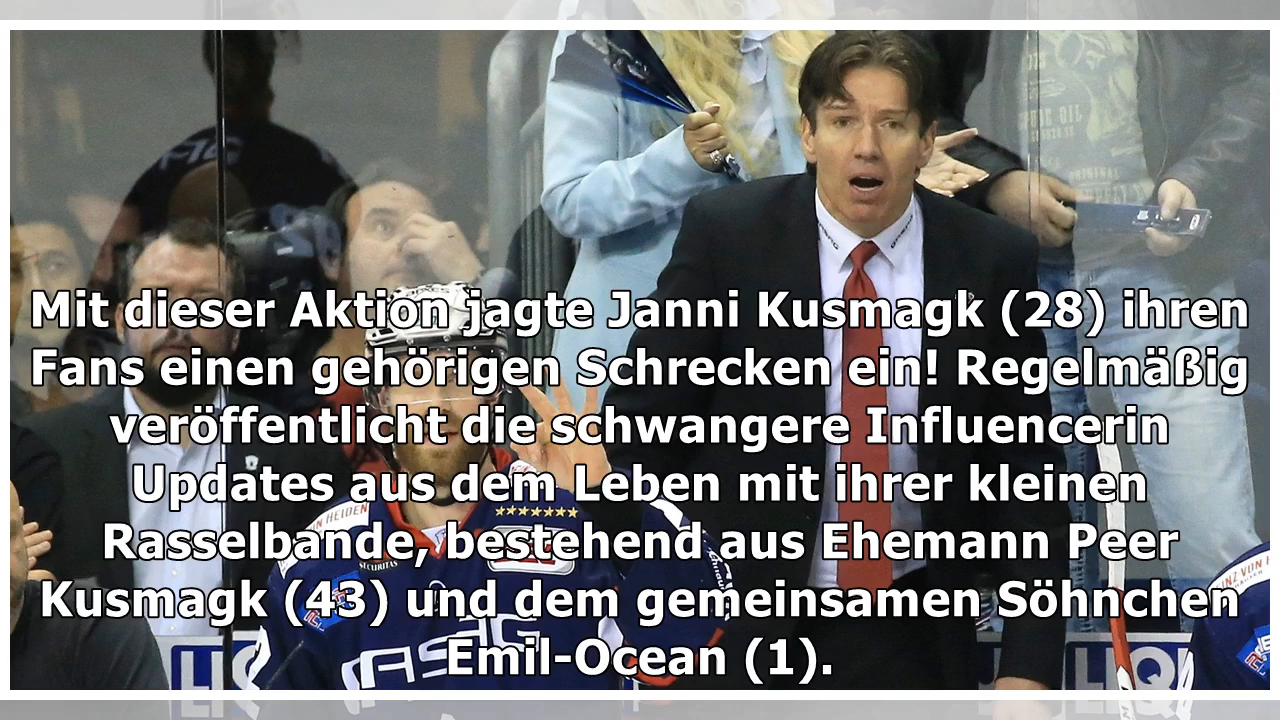 Mit dieser Aktion jagte Janni Kusmagk (28) ihren
Fans einen gehörigen Schrecken ein! Regelmäßig
veröffentlicht die schwangere Influencerin
Updates aus dem Leben mit ihrer kleinen
Rasselbande, bestehend aus Ehemann Peer
Kusmagk (43) und dem gemeinsamen Söhnchen
Emil-Ocean (1).
GASAG
LIQ